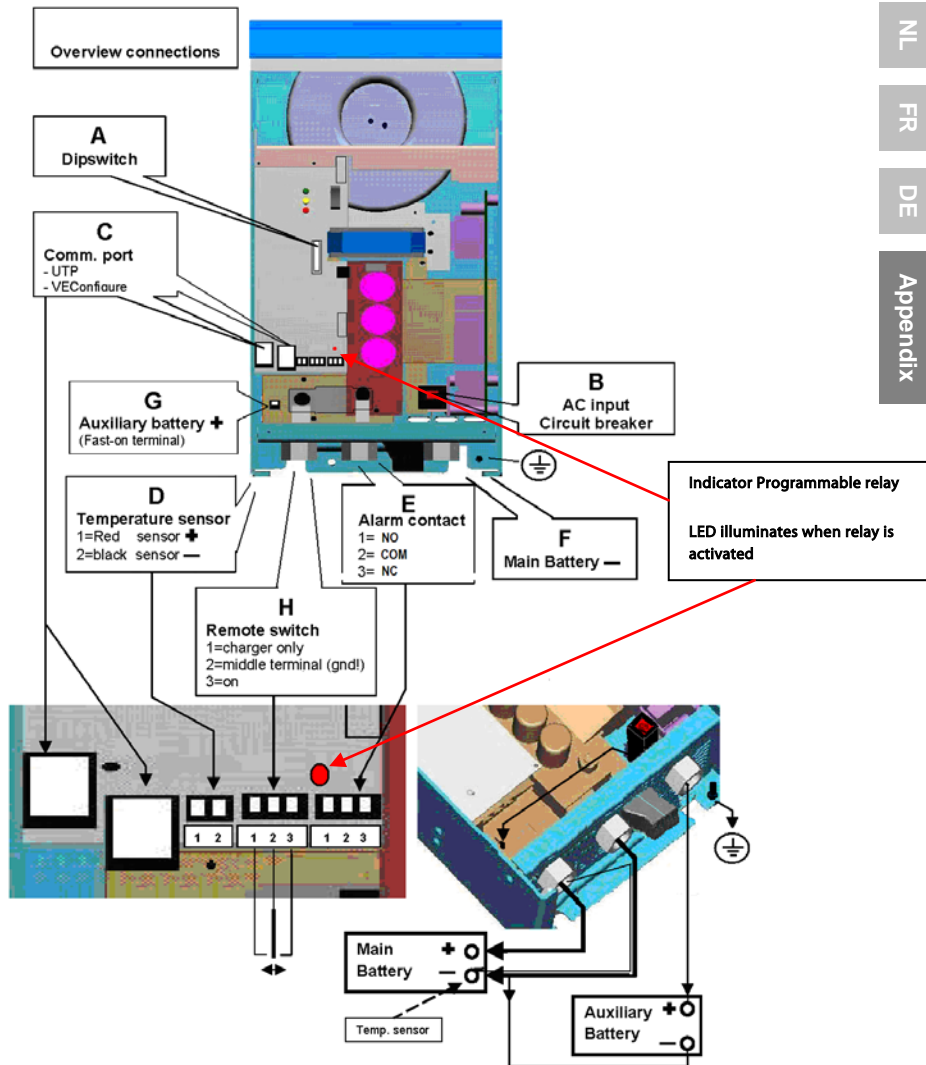 Overview connections
NL
FR
DE
Appendix
A
Dipswitch
C
Comm. port
- UTP
- VEConfiaure
G
Auxiliary battery +
(Fast-on terminal)
B
AC input
Circuit breaker
D
Temperature sensor
1=Red sensor +
2=black sensor —
E
Alarm contact
1= NO
2= COM
3= NC
F
Main Battery —
Indicator Programmable relay
LED illuminates when relay is
activated
H
Remote switch
1=charger only
2=middle terminal (gnd!)
3=on
1 2 1 2 3 1 2 3
Main +
Battery —
Temp. sensor
Auxiliary +
Battery —